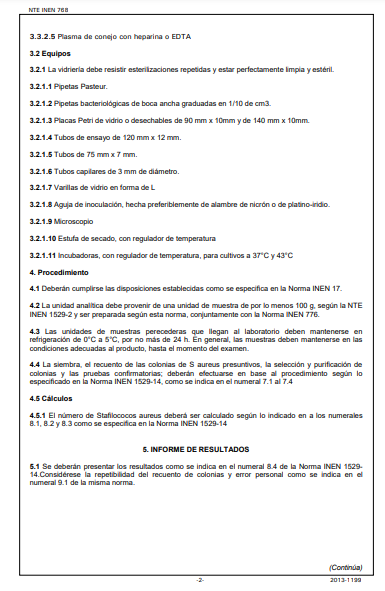 NTE INEN 768
3.3.2.5 Plasma de conejo con heparina o EDTA
3.2 Equipos
3.2.1 La vidriería debe resistir esterilizaciones repetidas y estar perfectamente limpia y estéril.
3.2.1.1 Pipetas Pasteur.
3.2.1.2 Pipetas bacteriológicas de boca ancha graduadas en 1/10 de cm3.
3.2.1.3 Placas Petri de vidrio o desechables de 90 mm x 10mm y de 140 mm x 10mm.
3.2.1.4 Tubos de ensayo de 120 mm x 12 mm.
3.2.1.5 Tubos de 75 mm x 7 mm.
3.2.1.6 Tubos capilares de 3 mm de diámetro.
3.2.1.7 Varillas de vidrio en forma de L
3.2.1.8 Aguja de inoculación, hecha preferiblemente de alambre de nicrón o de platino-iridio.
3.2.1.9 Microscopio
3.2.1.10 Estufa de secado, con regulador de temperatura
3.2.1.11 Incubadoras, con regulador de temperatura, para cultivos a 37°C y 43°C
4. Procedimiento
4.1 Deberán cumplirse las disposiciones establecidas como se especifica en la Norma INEN 17.
4.2 La unidad analítica debe provenir de una unidad de muestra de por lo menos 100 g, según la NTE
INEN 1529-2 y ser preparada según esta norma, conjuntamente con la Norma INEN 776.
4.3 Las unidades de muestras perecederas que llegan al laboratorio deben mantenerse en
refrigeración de 0°C a 5°C, por no más de 24 h. En general, las muestras deben mantenerse en las
condiciones adecuadas al producto, hasta el momento del examen.
4.4 La siembra, el recuento de las colonias de S aureus presuntivos, la selección y purificación de
colonias y las pruebas confirmatorias; deberán efectuarse en base al procedimiento según lo
especificado en la Norma INEN 1529-14, como se indica en el numeral 7.1 al 7.4
4.5 Cálculos
4.5.1 El número de Stafilococos aureus deberá ser calculado según lo indicado en a los numerales
8.1, 8.2 y 8.3 como se especifica en la Norma INEN 1529-14
5. INFORME DE RESULTADOS
5.1 Se deberán presentar los resultados como se indica en el numeral 8.4 de la Norma INEN 1529-
14.Considérese la repetibilidad del recuento de colonias y error personal como se indica en el
numeral 9.1 de la misma norma.
(Continúa)
-2-
2013-1199